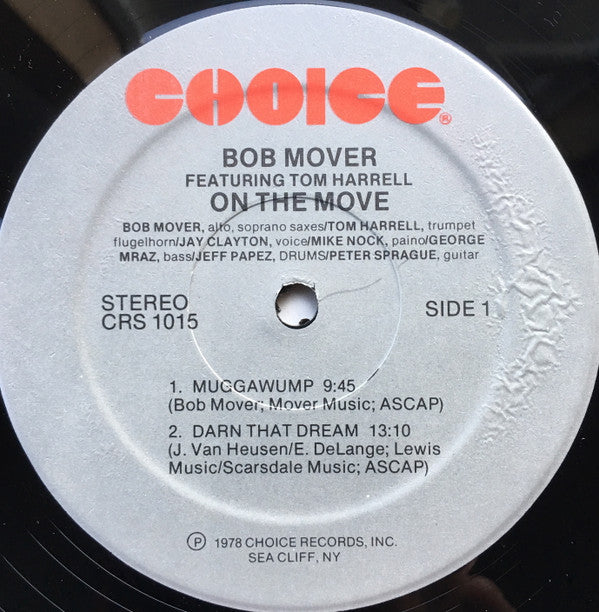 CHOICE®
BOB MOVER
FEATURING TOM HARRELL
ON THE MOVE
BOB MOVER, alto, soprano saxes/TOM HARRELL, trumpet
flugelhorn/JAY CLAYTON, voice/MIKE NOCK, paino/GEORGE
MRAZ, bass/JEFF PAPEZ, DRUMS/PETER SPRAGUE, guitar
STEREO
CRS 1015
SIDE 1
1. MUGGAWUMP 9:45
(Bob Mover; Mover Music; ASCAP)
2. DARN THAT DREAM 13:10
(J. Van Heusen/E. DeLange; Lewis
Music/Scarsdale Music; ASCAP)
Ⓟ 1978 CHOICE RECORDS, INC.
SEA CLIFF, NY